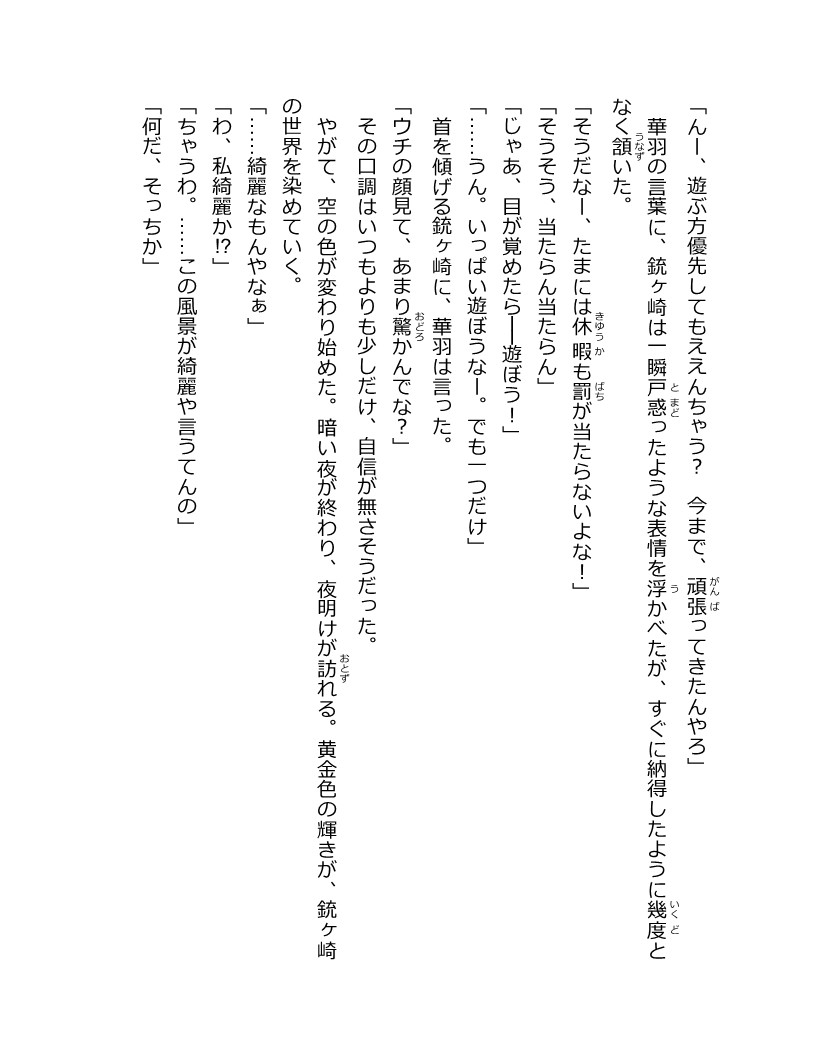 「んー、遊ぶ方優先してもええんちゃう？　今まで、頑張ってきたんやろ」
　華羽の言葉に、銃ヶ崎は一瞬戸惑ったような表情を浮かべたが、すぐに納得したように幾度と
なく頷いた。
「そうだなー、たまには休暇も罰が当たらないよな！」
「そうそう、当たらん当たらん」
「じゃあ、目が覚めたら――遊ぼう！」
「……うん。いっぱい遊ぼうなー。でも一つだけ」
　首を傾げる銃ヶ崎に、華羽は言った。
「ウチの顔見て、あまり驚かんでな？」
　その口調はいつもよりも少しだけ、自信が無さそうだった。
　やがて、空の色が変わり始めた。暗い夜が終わり、夜明けが訪れる。黄金色の輝きが、銃ヶ崎
の世界を染めていく。
「……綺麗なもんやなぁ」
「わ、私綺麗か!?」
「ちゃうわ。……この風景が綺麗や言うてんの」
「何だ、そっちか」